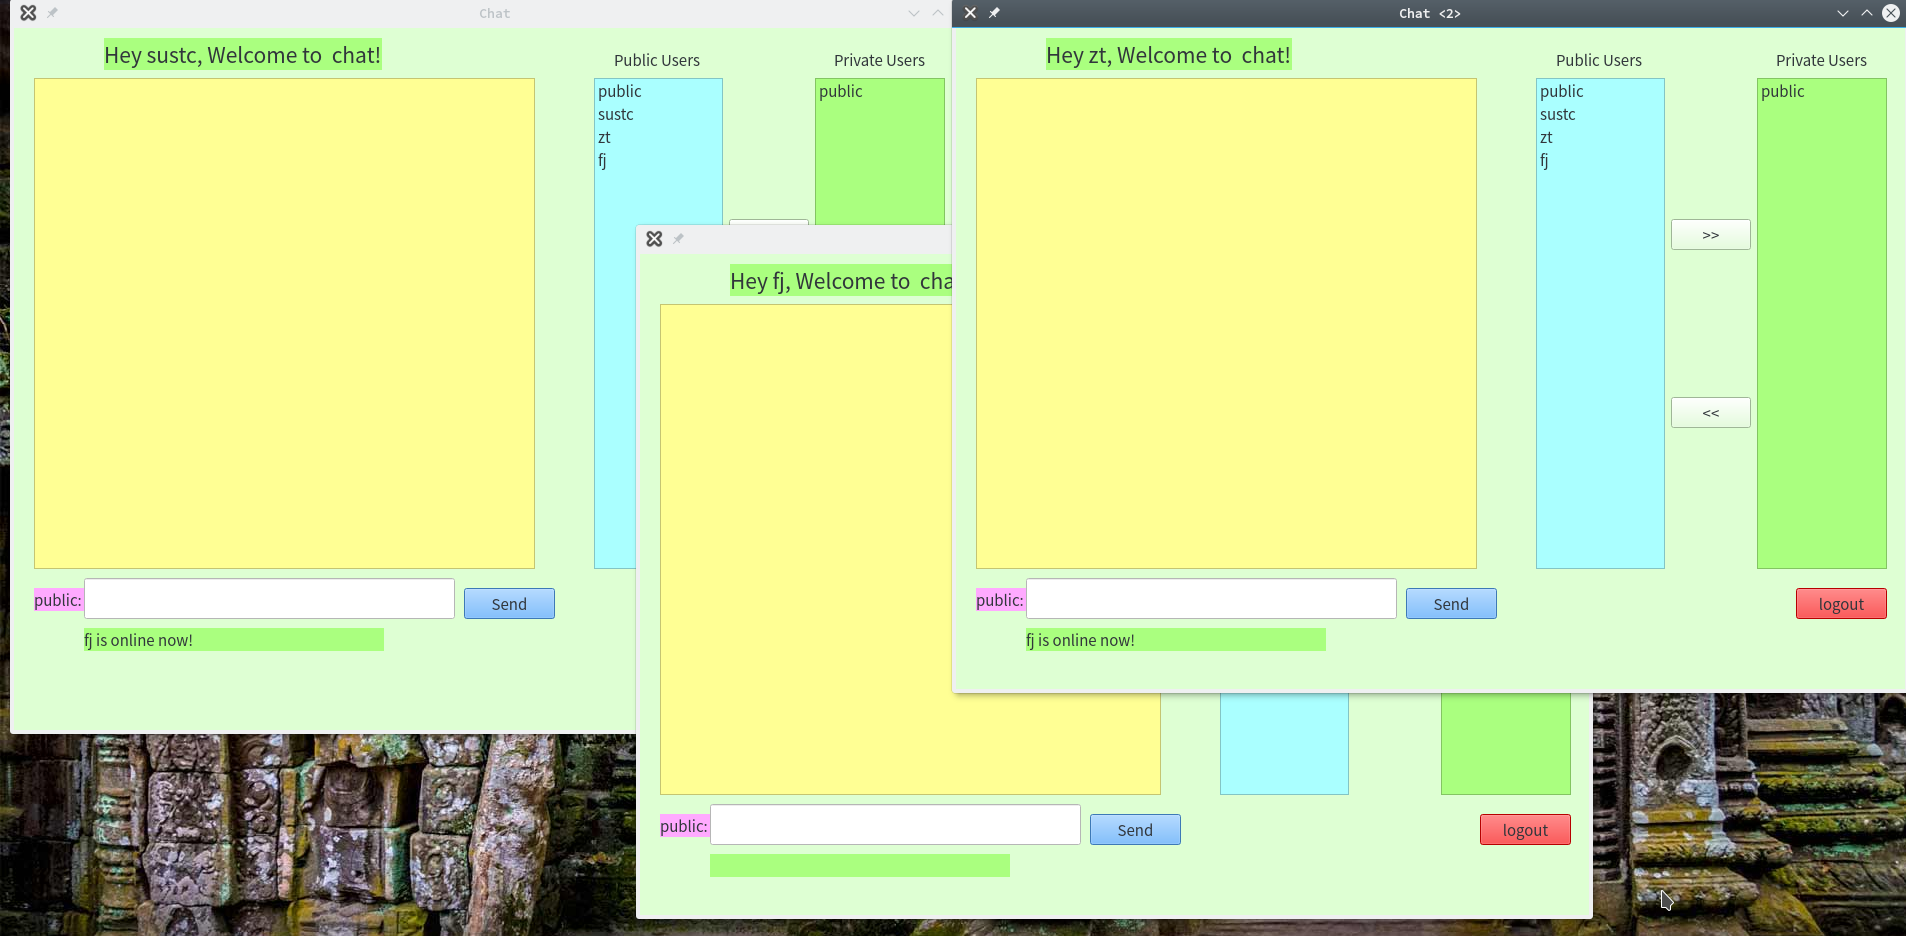 Chat
Hey sustc, Welcome to  chat!
Public Users
Private Users
public
sustc
zt
fj
public
public:
Send
fj is online now!
Hey fj, Welcome to  cha
public:
Send
logout
Chat <2>
Hey zt, Welcome to  chat!
Public Users
Private Users
public
sustc
zt
fj
public
>>
<<
public:
Send
logout
fj is online now!